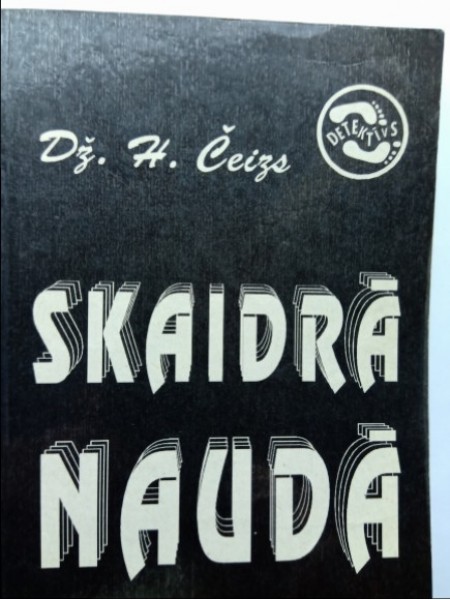 Dž. H. Čeizs
DETEKTĪVS
SKAIDRĀ
NAUDĀ